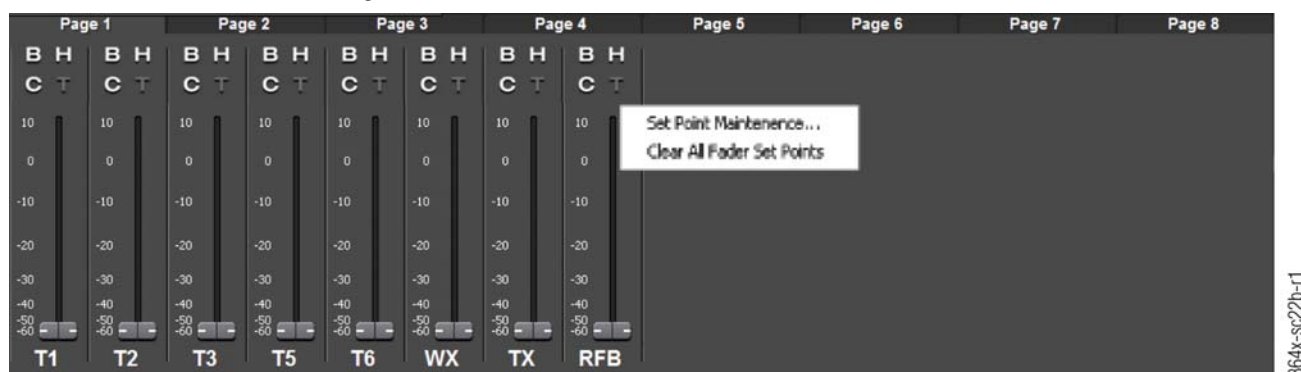 Page 1 Page 2 Page 3 Page 4 Page 5 Page 6 Page 7 Page 8
B H B H B H B H B H B H B H B H
C T C T C T C T C T C T C T C T
10 10 10 10 10 10 10 10
Set Point Maintenence...
Clear All Fader Set Points
0 0 0 0 0 0 0 0
-10 -10 -10 -10 -10 -10 -10 -10
-20 -20 -20 -20 -20 -20 -20 -20
-30 -30 -30 -30 -30 -30 -30 -30
-40 -40 -40 -40 -40 -40 -40 -40
-50 -50 -50 -50 -50 -50 -50 -50
-60 -60 -60 -60 -60 -60 -60 -60
T1 T2 T3 T5 T6 WX TX RFB